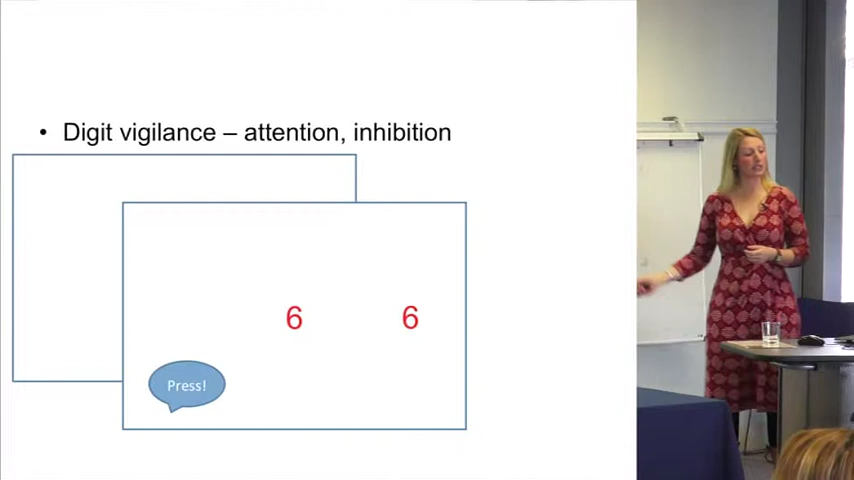 • Digit vigilance – attention, inhibition
6 6
Press!